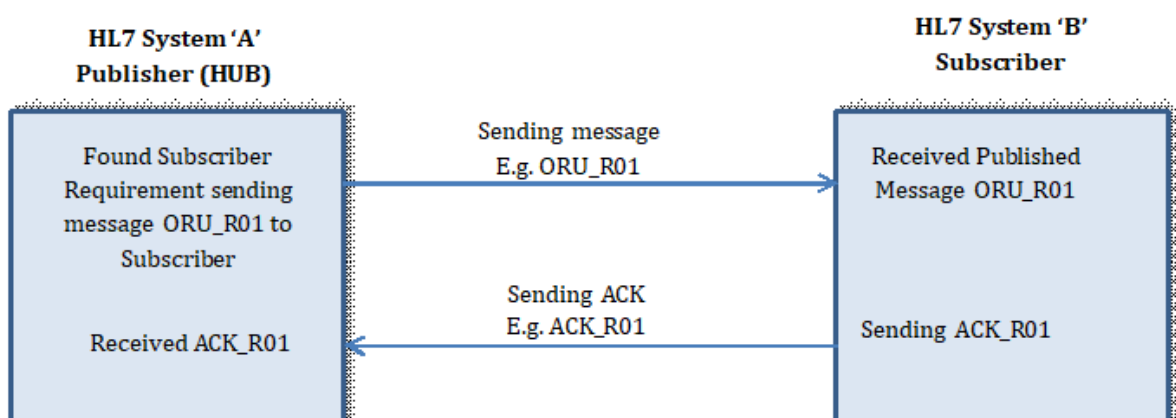 HL7 System ‘A’
Publisher (HUB)
HL7 System ‘B’
Subscriber
Found Subscriber
Requirement sending
message ORU_R01 to
Subscriber
Sending message
E.g. ORU_R01
Received Published
Message ORU_R01
Sending ACK
E.g. ACK_R01
Received ACK_R01
Sending ACK_R01